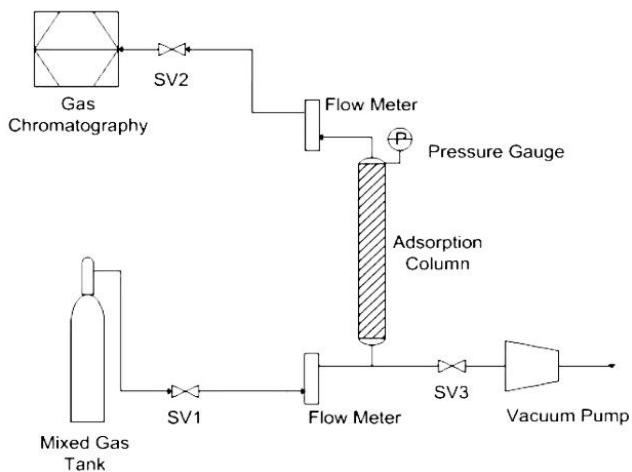 SV2
Gas
Chromatography
Flow Meter
P
Pressure Gauge
Adsorption
Column
SV1
Flow Meter
SV3
Vacuum Pump
Mixed Gas
Tank